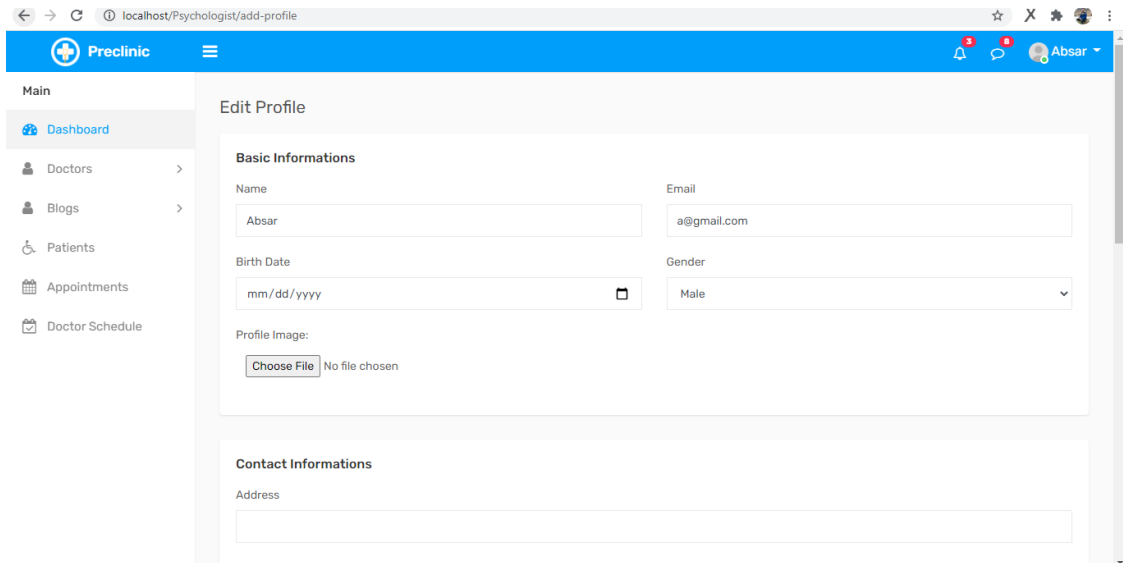 localhost/Psychologist/add-profile
X
Preclinic
3
8
Absar
Main
Dashboard
Doctors
Blogs
Patients
Appointments
Doctor Schedule
Edit Profile
Basic Informations
Name Email
Absar a@gmail.com
Birth Date Gender
mm/dd/yyyy Male
Profile Image:
Choose File No file chosen
Contact Informations
Address